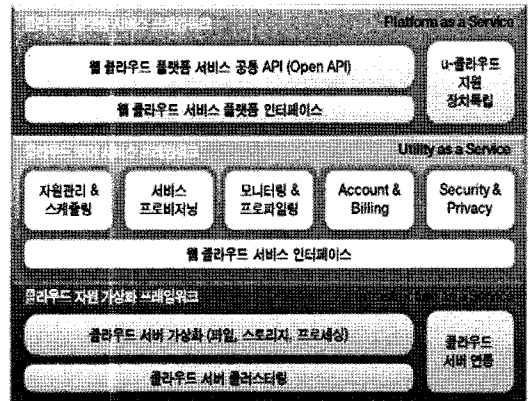 Platform as a Service
웹 클라우드 플랫폼 서비스 공통 API (Open API)
웹 클라우드 서비스 플랫폼 인터페이스
u-클라우드
자원
장치독립
Utility as a Service
자원관리 &
스케줄링
서비스
프로비저닝
모니터링 &
프로파일링
Account &
Billing
Security &
Privacy
웹 클라우드 서비스 인터페이스
클라우드 자원 가상화 프레임워크
as a Service
클라우드 서버 가상화 (파일, 스토리지, 프로세싱)
클라우드 서버 클러스터링
클라우드
서버 연동